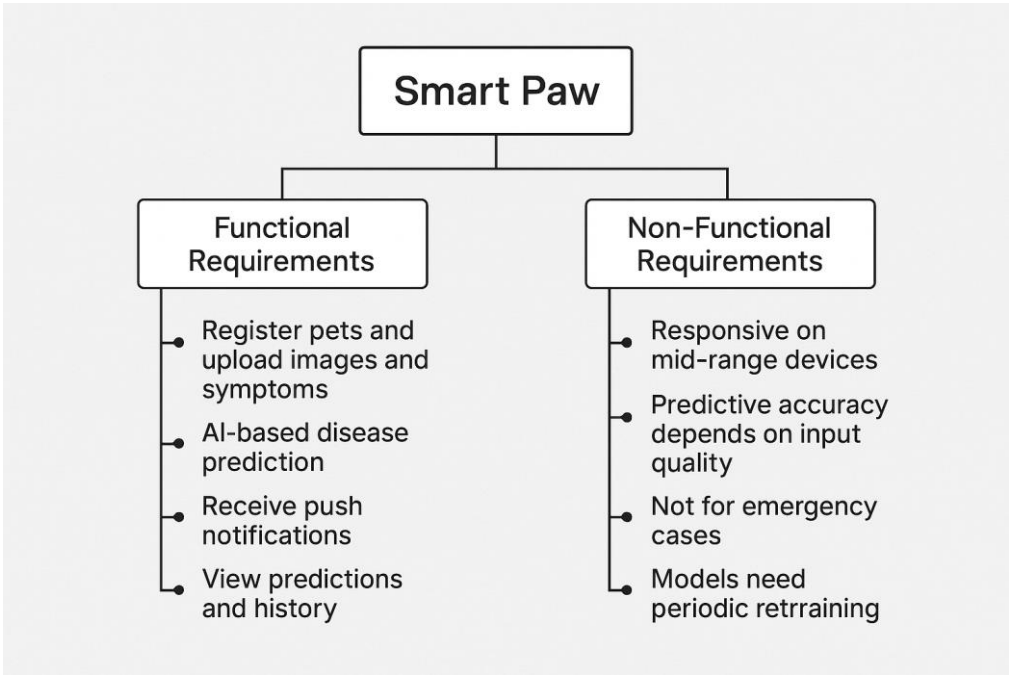 Smart Paw
Functional
Requirements
Register pets and
upload images and
symptoms
AI-based disease
prediction
Receive push
notifications
View predictions
and history
Non-Functional
Requirements
Responsive on
mid-range devices
Predictive accuracy
depends on input
quality
Not for emergency
cases
Models need
periodic retrraining